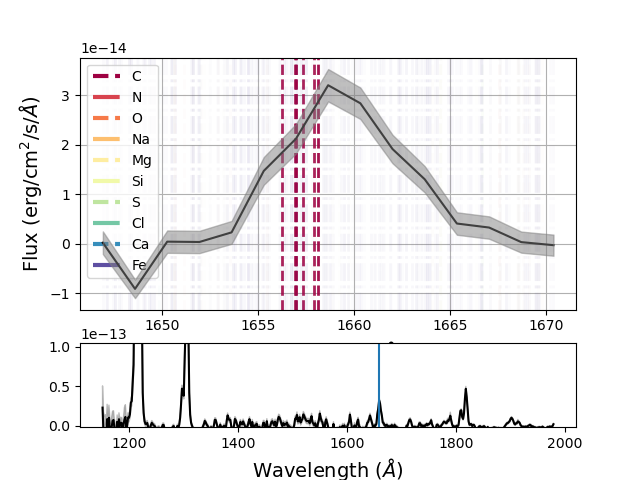 1e−14
Flux (erg/cm²/s/Å)
3
2
1
0
−1
C
N
O
Na
Mg
Si
S
Cl
Ca
Fe
1650 1655 1660 1665 1670
1e−13
1.0
0.5
0.0
1200 1400 1600 1800 2000
Wavelength (Å)